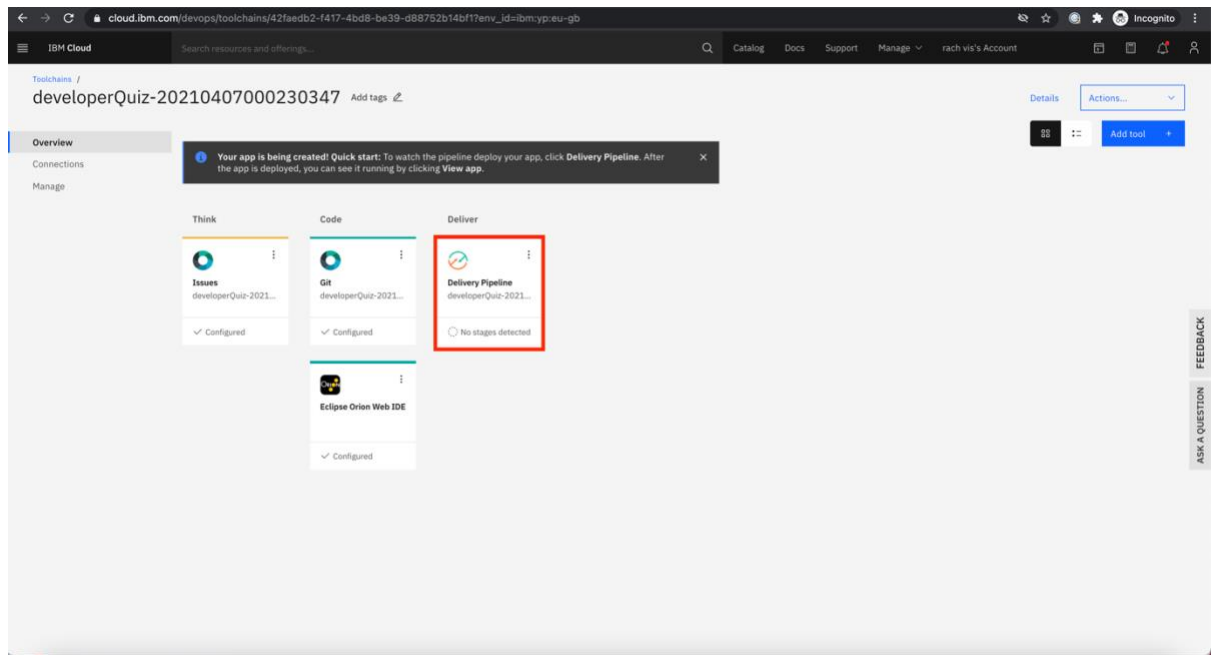 cloud.ibm.com/devops/toolchains/42faedb2-f417-4bd8-be39-d88752b14bf1?env_id=ibm:yp:eu-gb
Incognito
IBM Cloud
Search resources and offerings...
Catalog
Docs
Support
Manage
rach vis's Account
Toolchains /
developerQuiz-20210407000230347
Add tags
Details
Actions...
Add tool +
Overview
Connections
Manage
Your app is being created! Quick start: To watch the pipeline deploy your app, click Delivery Pipeline. After
the app is deployed, you can see it running by clicking View app.
Think
Code
Deliver
Issues
developerQuiz-2021...
Configured
Git
developerQuiz-2021...
Configured
Delivery Pipeline
developerQuiz-2021...
No stages detected
Eclipse Orion Web IDE
Configured
FEEDBACK
ASK A QUESTION